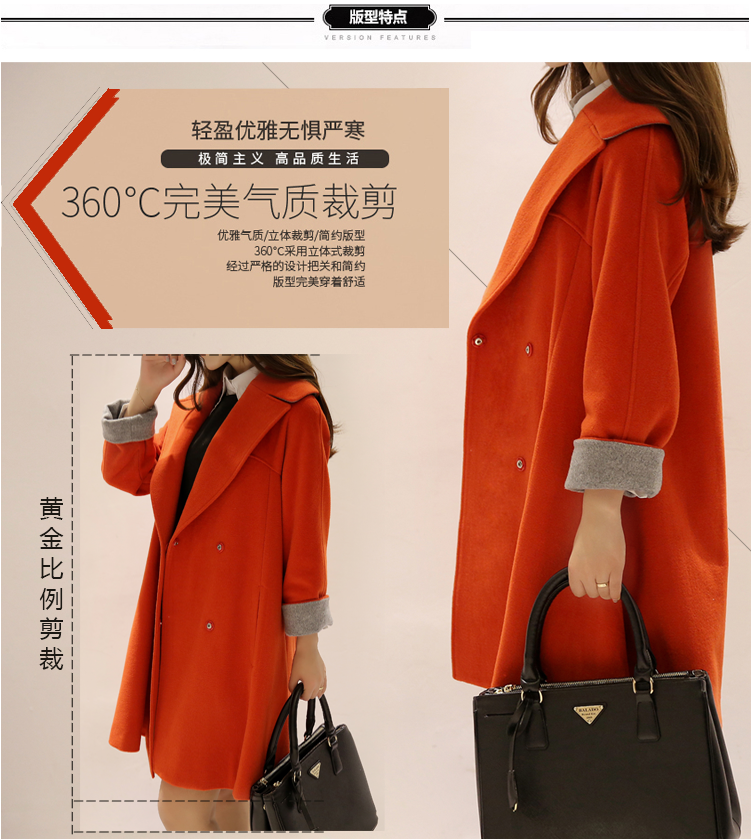 版型特点
VERSION FEATURES
轻盈优雅无惧严寒
极简主义 高品质生活
360°C完美气质裁剪
优雅气质/立体裁剪/简约版型
360°C采用立体式裁剪
经过严格的设计把关和简约
版型完美穿着舒适
黄金比例剪裁